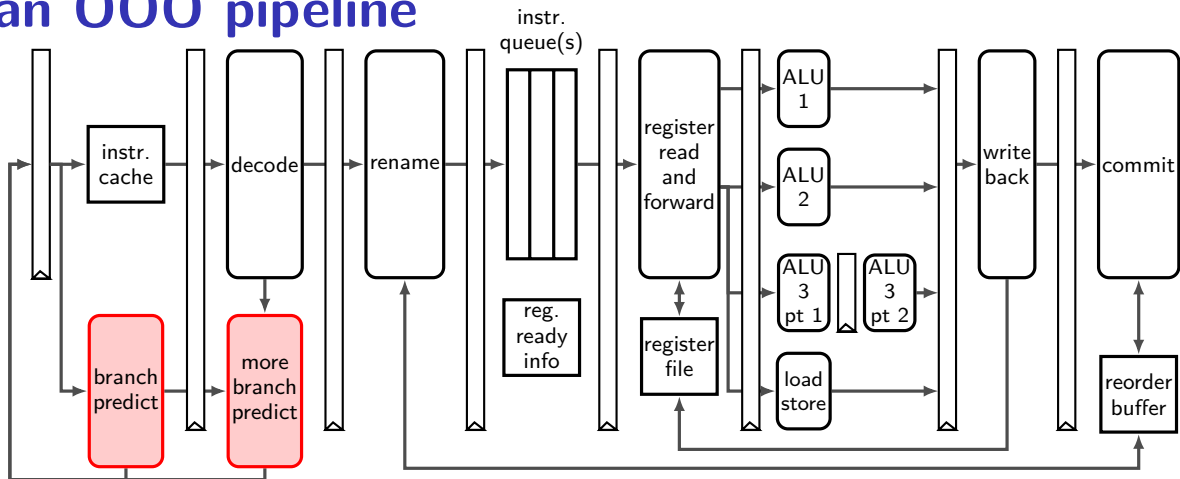 an OOO pipeline
instr.
queue(s)
instr.
cache
decode
rename
register
read
and
forward
ALU
1
ALU
2
ALU
3
pt 1
ALU
3
pt 2
load
store
write
back
commit
branch
predict
more
branch
predict
reg.
ready
info
register
file
reorder
buffer